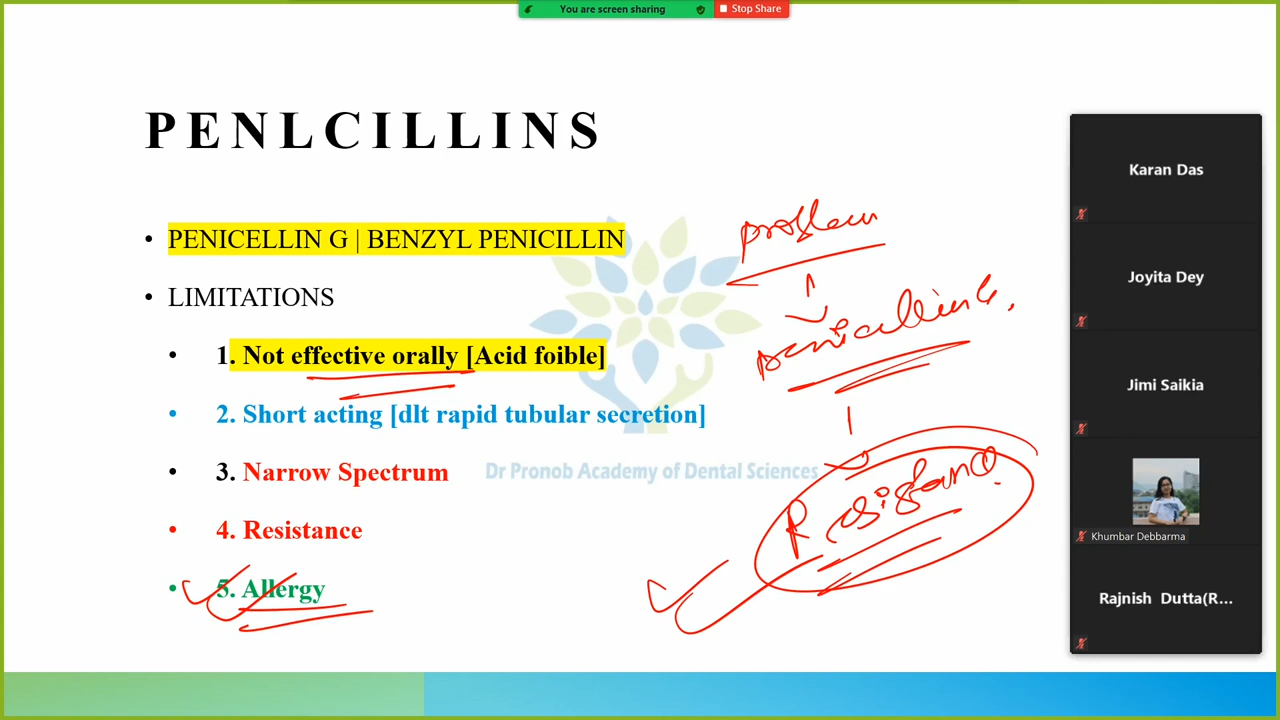 You are screen sharing
Stop Share
PENLCILLINS
• PENICELLIN G | BENZYL PENICILLIN
• LIMITATIONS
• 1. Not effective orally [Acid foible]
• 2. Short acting [dlt rapid tubular secretion]
• 3. Narrow Spectrum
• 4. Resistance
• 5. Allergy
problem
Resistance
Dr Pronob Academy of Dental Sciences
Karan Das
Joyita Dey
Jimi Saikia
Khumbar Debbarma
Rajnish Dutta(R...